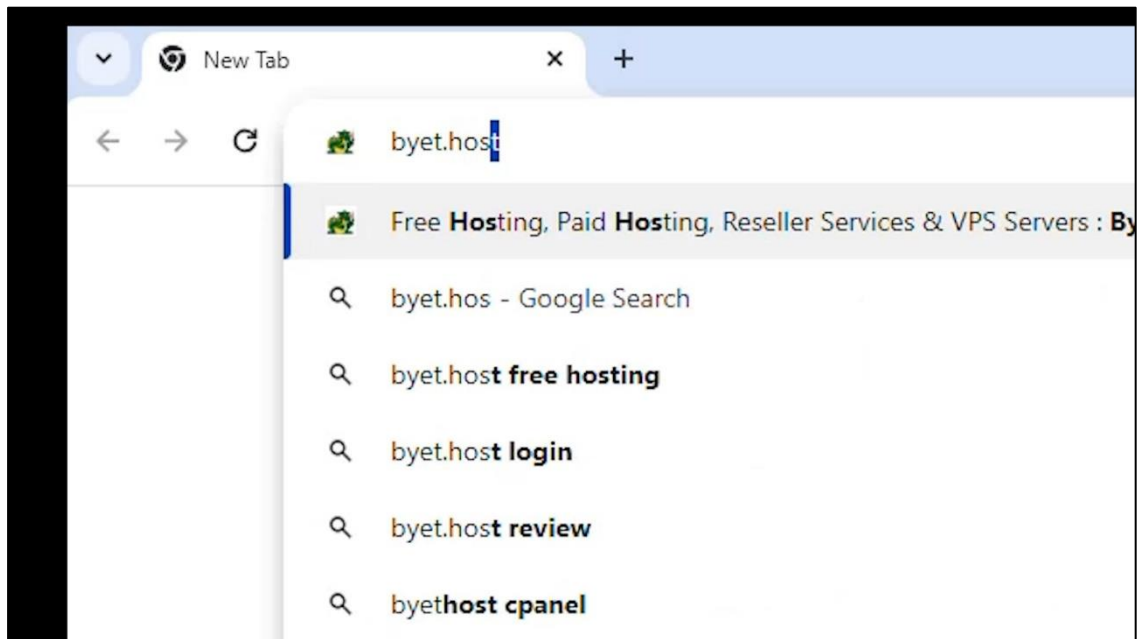 New Tab
byet.host
Free Hosting, Paid Hosting, Reseller Services & VPS Servers : By
byet.hos - Google Search
byet.host free hosting
byet.host login
byet.host review
byethost cpanel